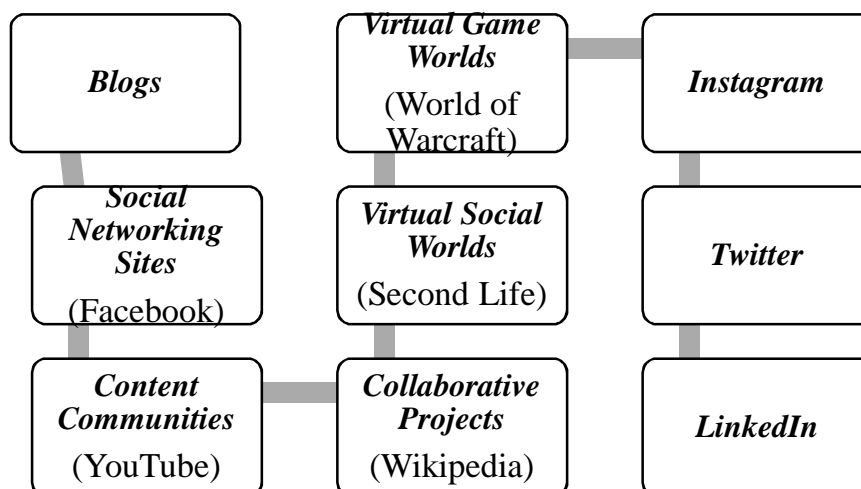 Blogs
Social
Networking
Sites
(Facebook)
Content
Communities
(YouTube)
Collaborative
Projects
(Wikipedia)
Virtual Social
Worlds
(Second Life)
Virtual Game
Worlds
(World of
Warcraft)
Instagram
Twitter
LinkedIn